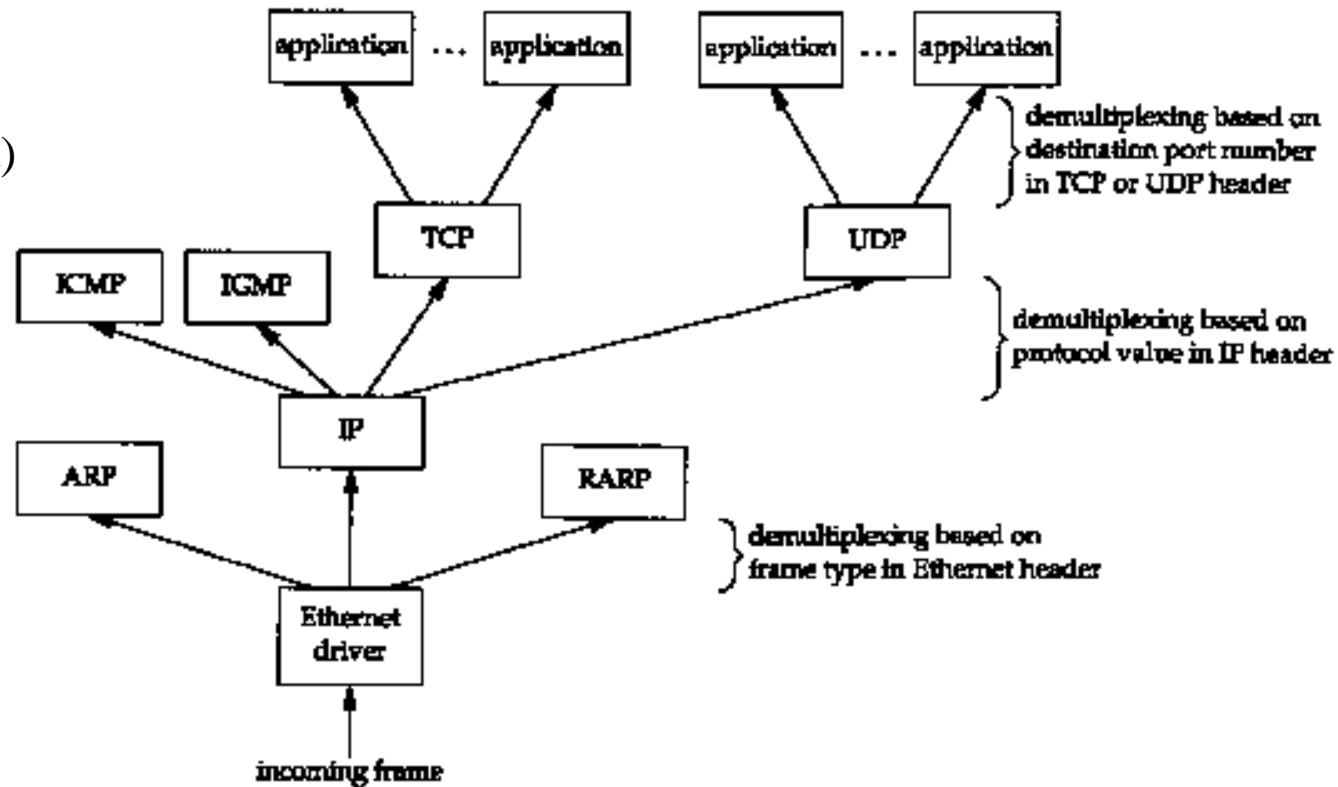 application ... application
application ... application
demultiplexing based on
destination port number
in TCP or UDP header
)
TCP
UDP
ICMP
IGMP
demultiplexing based on
protocol value in IP header
IP
ARP
RARP
demultiplexing based on
frame type in Ethernet header
Ethernet
driver
incoming frame